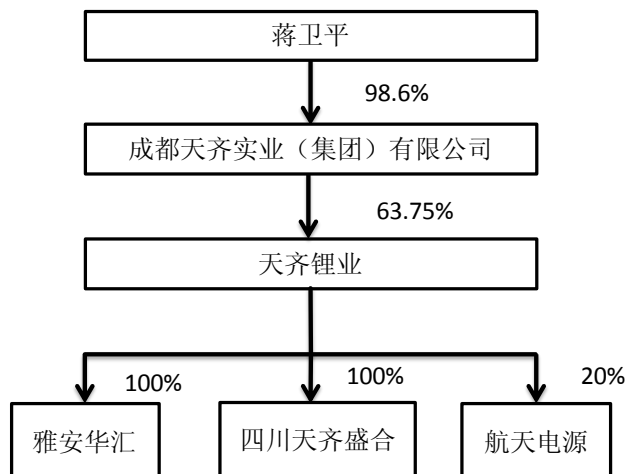 蒋卫平
98.6%
成都天齐实业（集团）有限公司
63.75%
天齐锂业
100%
100%
20%
雅安华汇
四川天齐盛合
航天电源